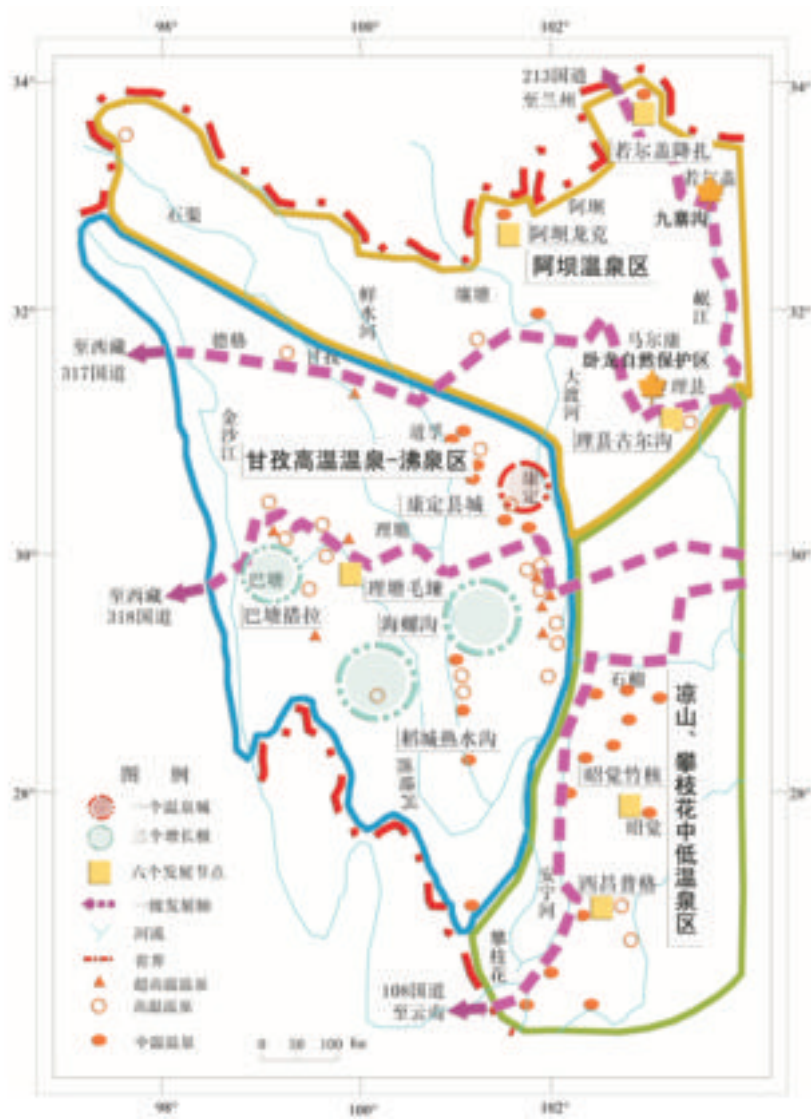 98°
100°
102°
34°
34°
213国道
至兰州
若尔盖降扎
若尔盖
九寨沟
阿坝
阿坝龙克
阿坝温泉区
石渠
鲜水河
壤塘
岷江
32°
32°
至西藏
317国道
德格
甘孜
马尔康
卧龙自然保护区
理县
大渡河
理县古尔沟
金沙江
道孚
甘孜高温温泉-沸泉区
康定
康定县城
理塘
30°
30°
至西藏
318国道
巴塘
巴塘措拉
理塘毛垭
海螺沟
石棉
凉山、攀枝花中低温泉区
稻城热水沟
28°
28°
昭觉竹核
昭觉
西昌普格
安宁河
攀枝花
108国道
至云南
图 例
一个温泉城
三个增长极
六个发展节点
一级发展轴
河流
省界
超高温温泉
高温温泉
中温温泉
0 50 100 Km
98°
100°
102°